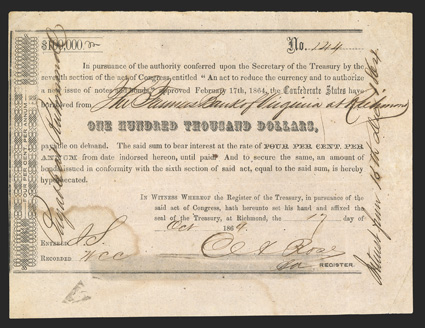 $100,000 No. 124
In pursuance of the authority conferred upon the Secretary of the Treasury by the
seventh section of the act of Congress entitled "An act to reduce the currency and to authorize
a new issue of notes and bonds," approved February 17th, 1864, the Confederate States have
borrowed from The Farmers Bank of Virginia at Richmond
ONE HUNDRED THOUSAND DOLLARS,
payable on demand. The said sum to bear interest at the rate of FOUR PER CENT. PER
ANNUM from date indorsed hereon, until paid. And to secure the same, an amount of
bonds issued in conformity with the sixth section of said act, equal to the said sum, is hereby
hypothecated.
IN WITNESS WHEREOF the Register of the Treasury, in pursuance of the
said act of Congress, hath hereunto set his hand and affixed the
seal of the Treasury, at Richmond, the 17 day of
Oct 1864.
ENTERED J.S.
RECORDED WCC
C A Rose
REGISTER.
Interest from 16th
1864